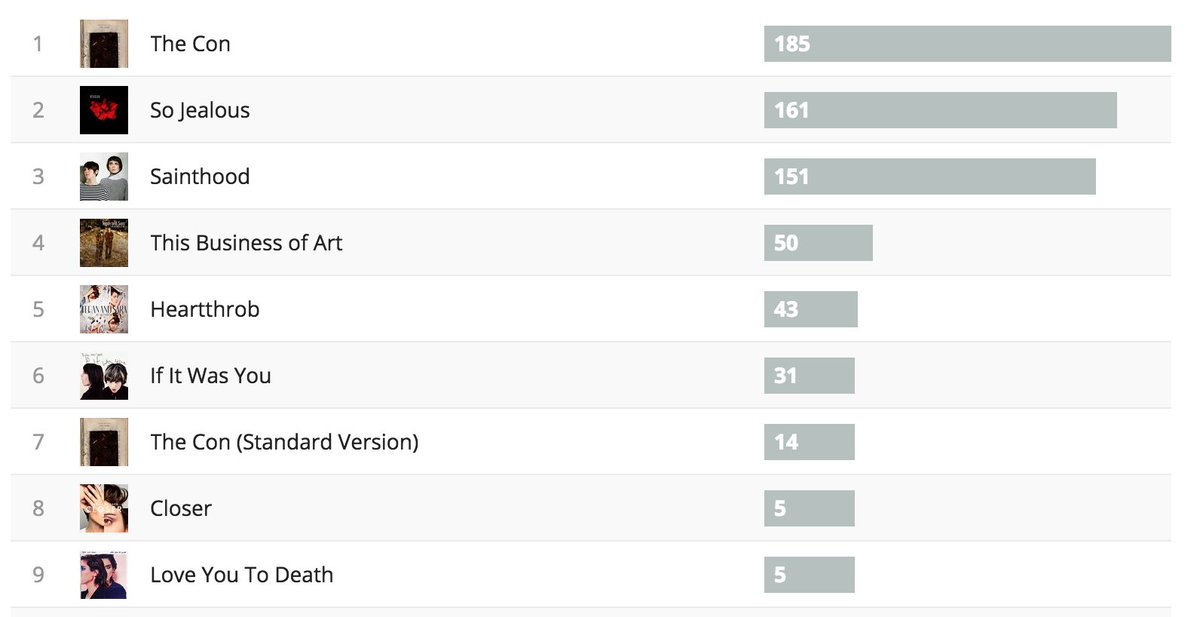 1 The Con 185
2 So Jealous 161
3 Sainthood 151
4 This Business of Art 50
5 Heartthrob 43
6 If It Was You 31
7 The Con (Standard Version) 14
8 Closer 5
9 Love You To Death 5